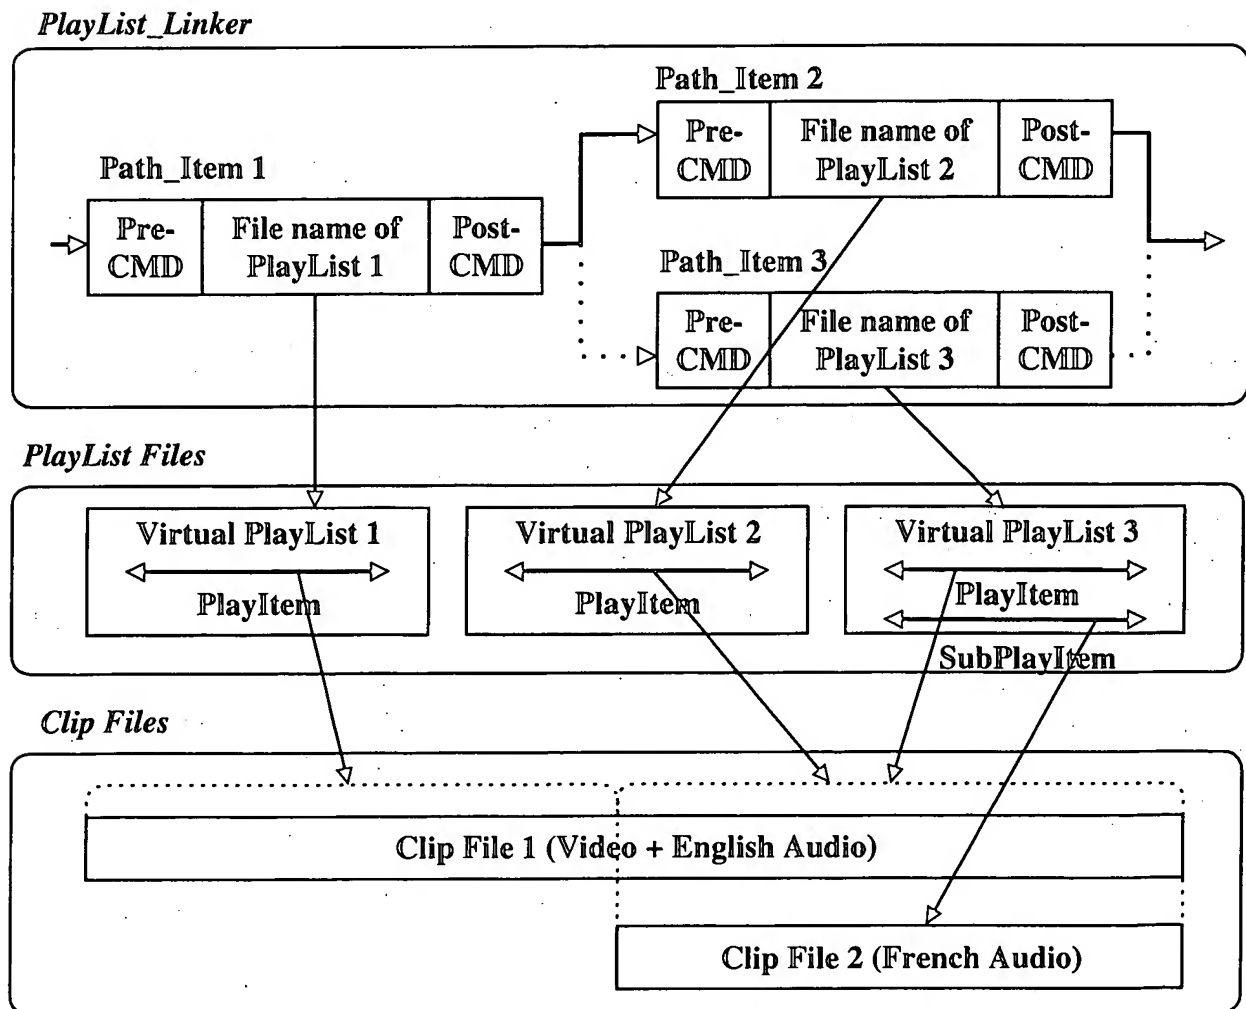 PlayList_Linker
Path_Item 2
Pre-
CMD
File name of
PlayList 2
Post-
CMD
Path_Item 1
Pre-
CMD
File name of
PlayList 1
Post-
CMD
Path_Item 3
Pre-
CMD
File name of
PlayList 3
Post-
CMD
PlayList Files
Virtual PlayList 1
PlayItem
Virtual PlayList 2
PlayItem
Virtual PlayList 3
PlayItem
SubPlayItem
Clip Files
Clip File 1 (Video + English Audio)
Clip File 2 (French Audio)